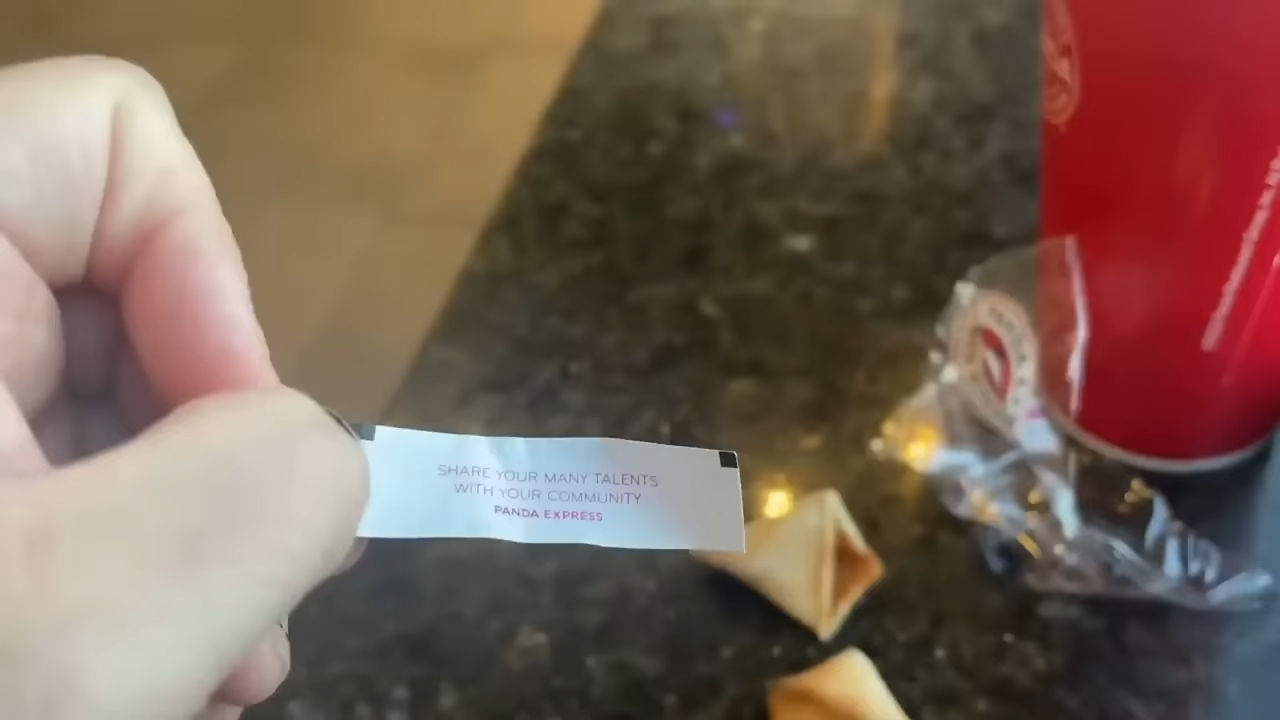 SHARE YOUR MANY TALENTS
WITH YOUR COMMUNITY
PANDA EXPRESS